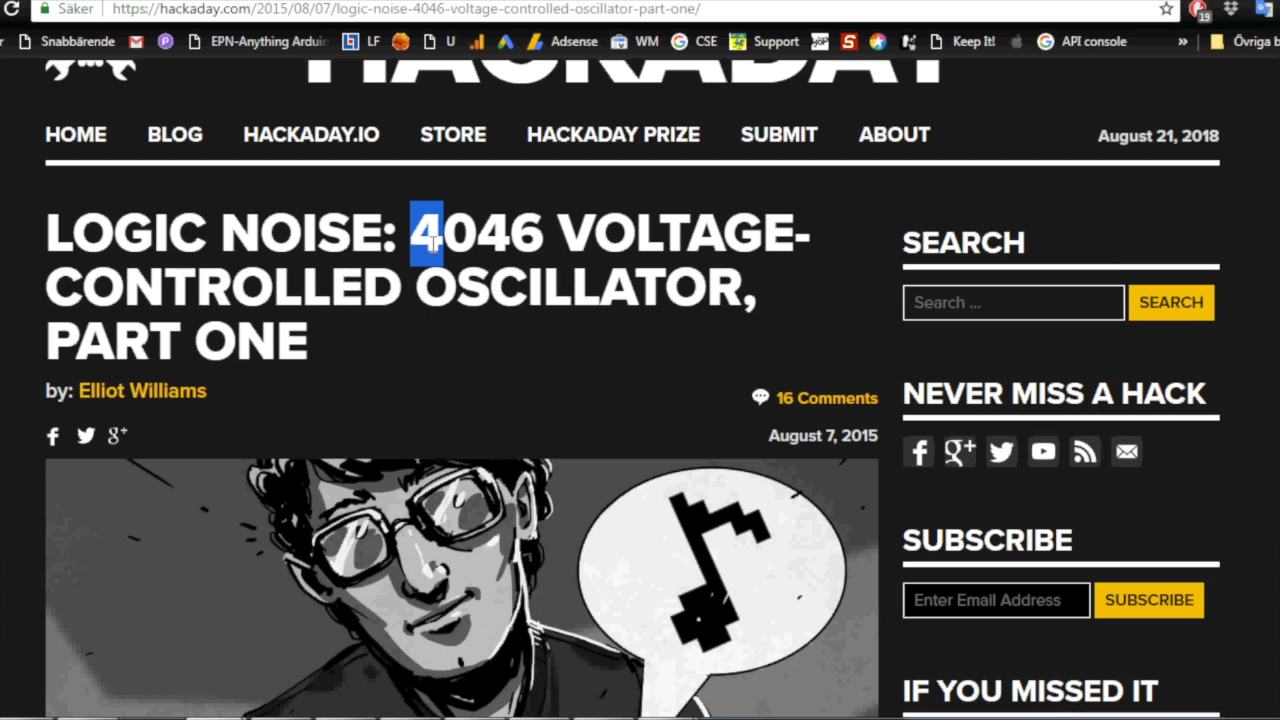 Säker
https://hackaday.com/2015/08/07/logic-noise-4046-voltage-controlled-oscillator-part-one/
19
r Snabbärende EPN-Anything Arduin LF U Adsense WM CSE Support Keep It! API console » Övriga b
HACKADAY
HOME BLOG HACKADAY.IO STORE HACKADAY PRIZE SUBMIT ABOUT
August 21, 2018
LOGIC NOISE: 4046 VOLTAGE-
CONTROLLED OSCILLATOR,
PART ONE
by: Elliot Williams
16 Comments
August 7, 2015
SEARCH
Search ... SEARCH
NEVER MISS A HACK
SUBSCRIBE
Enter Email Address SUBSCRIBE
IF YOU MISSED IT